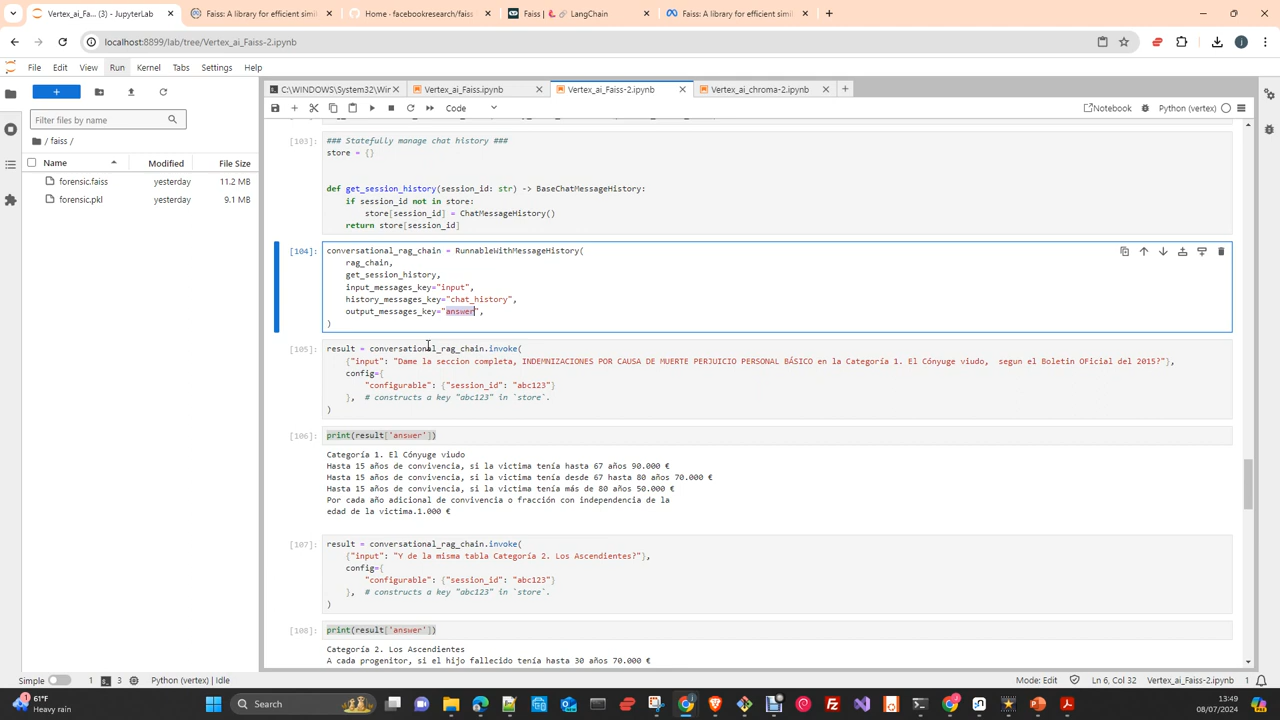 Vertex_ai_Fa... (3) - JupyterLab
Faiss: A library for efficient simil
Home · facebookresearch/faiss
Faiss | 🦜️🔗 LangChain
Faiss: A library for efficient simil
localhost:8899/lab/tree/Vertex_ai_Faiss-2.ipynb
File Edit View Run Kernel Tabs Settings Help
Filter files by name
/ faiss /
Name Modified File Size
forensic.faiss yesterday 11.2 MB
forensic.pkl yesterday 9.1 MB
C:\WINDOWS\System32\Wir
Vertex_ai_Faiss.ipynb
Vertex_ai_Faiss-2.ipynb
Vertex_ai_chroma-2.ipynb
Code
Notebook
Python (vertex)
[103]:
### Statefully manage chat history ###
store = {}
def get_session_history(session_id: str) -> BaseChatMessageHistory:
if session_id not in store:
store[session_id] = ChatMessageHistory()
return store[session_id]
[104]:
conversational_rag_chain = RunnableWithMessageHistory(
rag_chain,
get_session_history,
input_messages_key="input",
history_messages_key="chat_history",
output_messages_key="answer",
)
[105]:
result = conversational_rag_chain.invoke(
{"input": "Dame la seccion completa, INDEMNIZACIONES POR CAUSA DE MUERTE PERJUICIO PERSONAL BÁSICO en la Categoría 1. El Cónyuge viudo,  segun el Boletin OFicial del 2015?"},
config={
"configurable": {"session_id": "abc123"}
},  # constructs a key "abc123" in `store`.
)
[106]:
print(result['answer'])
Categoría 1. El Cónyuge viudo
Hasta 15 años de convivencia, si la victima tenía hasta 67 años 90.000 €
Hasta 15 años de convivencia, si la victima tenía desde 67 hasta 80 años 70.000 €
Hasta 15 años de convivencia, si la victima tenía más de 80 años 50.000 €
Por cada año adicional de convivencia o fracción con independencia de la
edad de la victima.1.000 €
[107]:
result = conversational_rag_chain.invoke(
{"input": "Y de la misma tabla Categoría 2. Los Ascendientes?"},
config={
"configurable": {"session_id": "abc123"}
},  # constructs a key "abc123" in `store`.
)
[108]:
print(result['answer'])
Categoría 2. Los Ascendientes
A cada progenitor, si el hijo fallecido tenía hasta 30 años 70.000 €
Simple
1
3
Python (vertex) | Idle
Mode: Edit
Ln 6, Col 32
Vertex_ai_Faiss-2.ipynb
1
61°F
Heavy rain
Search
13:49
08/07/2024